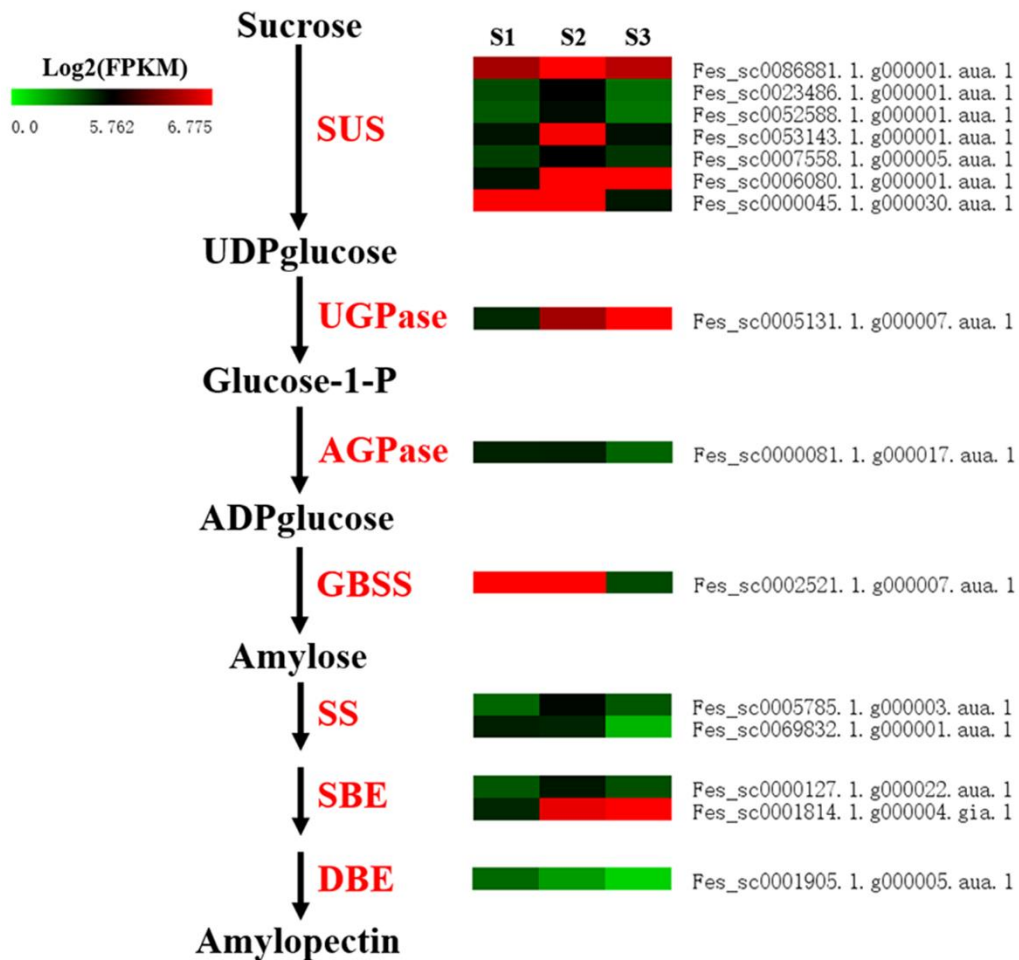 Sucrose
S1 S2 S3
Log2(FPKM)
0.0 5.762 6.775
SUS
Fes_sc0086881.1.g000001.aua.1
Fes_sc0023486.1.g000001.aua.1
Fes_sc0052588.1.g000001.aua.1
Fes_sc0053143.1.g000001.aua.1
Fes_sc0007558.1.g000005.aua.1
Fes_sc0006080.1.g000001.aua.1
Fes_sc0000045.1.g000030.aua.1
UDPglucose
UGPase
Fes_sc0005131.1.g000007.aua.1
Glucose-1-P
AGPase
Fes_sc0000081.1.g000017.aua.1
ADPglucose
GBSS
Fes_sc0002521.1.g000007.aua.1
Amylose
SS
Fes_sc0005785.1.g000003.aua.1
Fes_sc0069832.1.g000001.aua.1
SBE
Fes_sc0000127.1.g000022.aua.1
Fes_sc0001814.1.g000004.gia.1
DBE
Fes_sc0001905.1.g000005.aua.1
Amylopectin